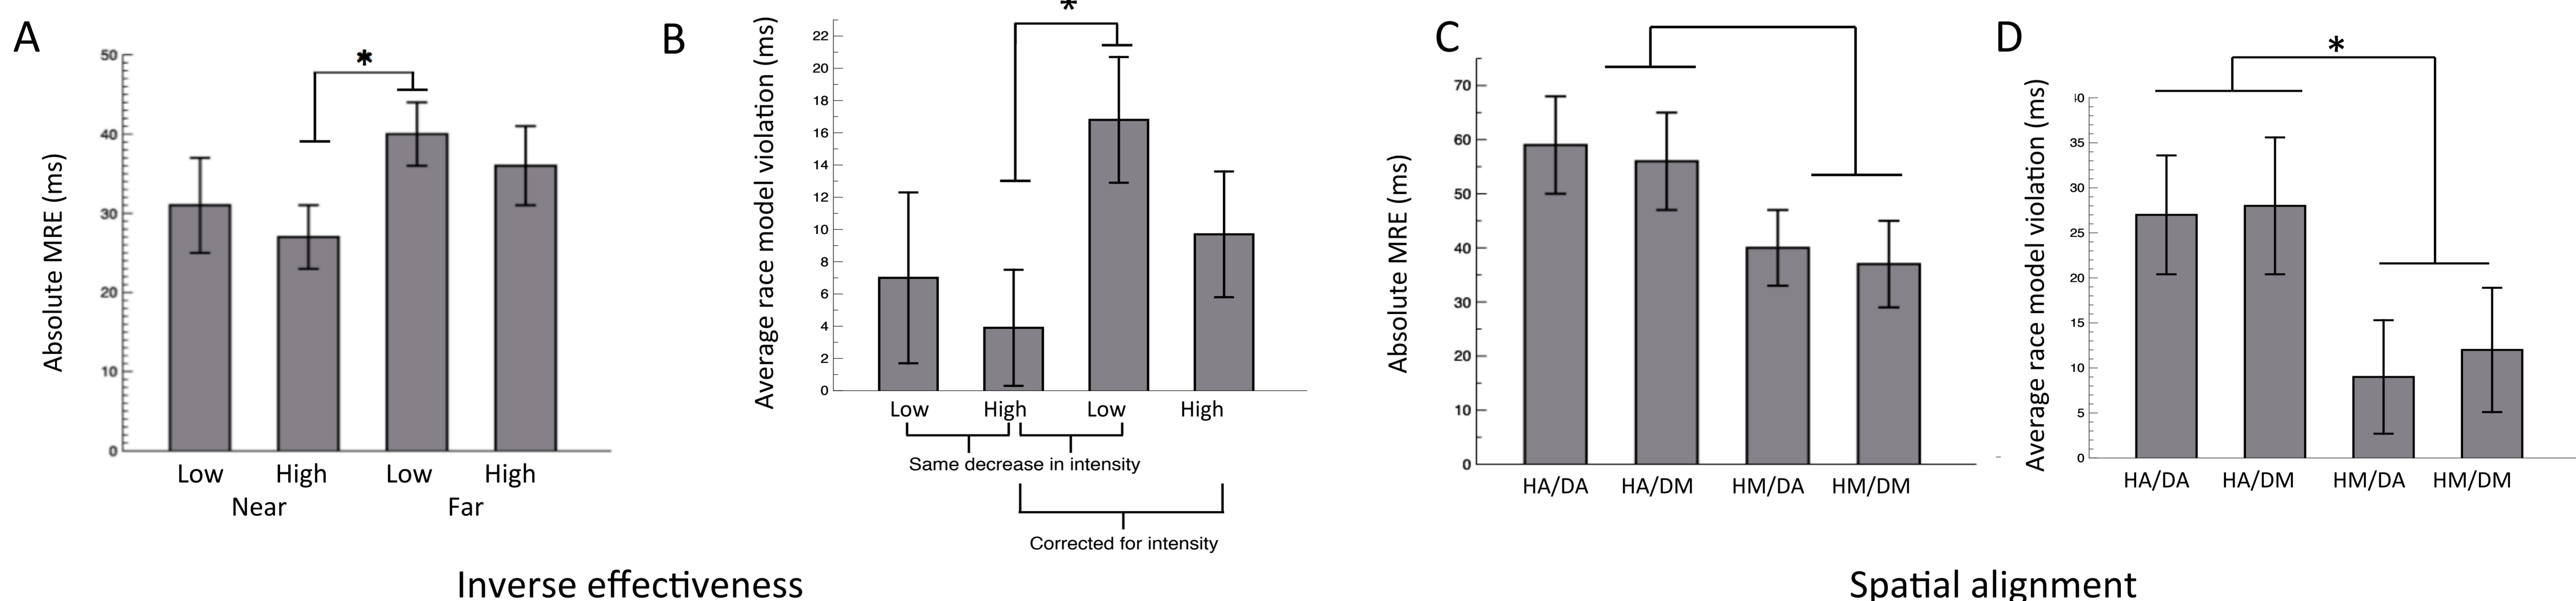 A
*
Absolute MRE (ms)
50
40
30
20
10
0
Low High Low High
Near Far
B
*
Average race model violation (ms)
22
20
18
16
14
12
10
8
6
4
2
0
Low High Low High
Same decrease in intensity
Corrected for intensity
Inverse effectiveness
C
Absolute MRE (ms)
70
60
50
40
30
20
10
0
HA/DA HA/DM HM/DA HM/DM
D
*
Average race model violation (ms)
40
35
30
25
20
15
10
5
0
HA/DA HA/DM HM/DA HM/DM
Spatial alignment